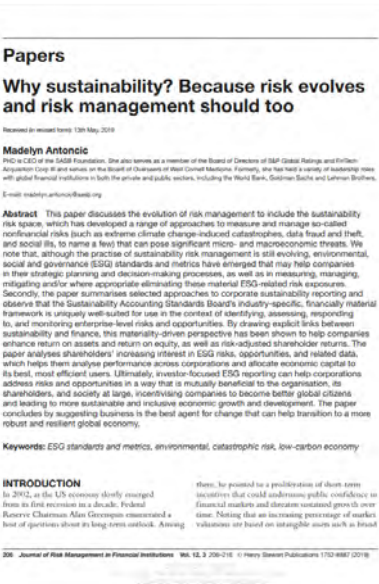 Papers
Why sustainability? Because risk evolves
and risk management should too
Received (in revised form): 13th May, 2019
Madelyn Antoncic
PhD is CEO of the SASB Foundation. She also serves as a member of the Board of Directors of S&P Global Ratings and FinTech
Acquisition Corp III and serves on the Board of Overseers of Weil Cornell Medicine. Formerly, she has held a variety of leadership roles
with global financial institutions in both the private and public sectors, including the World Bank, Goldman Sachs and Lehman Brothers.
Abstract This paper discusses the evolution of risk management to include the sustainability
risk space, which has developed a range of approaches to measure and manage so-called
nonfinancial risks (such as extreme climate change-induced catastrophes, data fraud and theft,
and social ills, to name a few) that can pose significant micro- and macroeconomic threats. We
note that, although the practise of sustainability risk management is still evolving, environmental,
social and governance (ESG) standards and metrics have emerged that may help companies
in their strategic planning and decision-making processes, as well as in measuring, managing,
mitigating and/or where appropriate eliminating these material ESG-related risk exposures.
Secondly, the paper summarises selected approaches to corporate sustainability reporting and
observe that the Sustainability Accounting Standards Board's industry-specific, financially material
framework is uniquely well-suited for use in the context of identifying, assessing, responding
to, and monitoring enterprise-level risks and opportunities. By drawing explicit links between
sustainability and finance, this materiality-driven perspective has been shown to help companies
enhance return on assets and return on equity, as well as risk-adjusted shareholder returns. The
paper analyses shareholders' increasing interest in ESG risks, opportunities, and related data,
which helps them analyse performance across corporations and allocate economic capital to
its best, most efficient users. Ultimately, investor-focused ESG reporting can help corporations
address risks and opportunities in a way that is mutually beneficial to the organisation, its
shareholders, and society at large, incentivising companies to become better global citizens
and leading to more sustainable and inclusive economic growth and development. The paper
concludes by suggesting business is the best agent for change that can help transition to a more
robust and resilient global economy.
Keywords: ESG standards and metrics, environmental, catastrophic risk, low-carbon economy
INTRODUCTION
In 2002, as the US economy slowly emerged
from its first recession in a decade, Federal
Reserve Chairman Alan Greenspan enumerated a
host of questions about its long-term outlook. Among
there, he pointed to a proliferation of short-term
incentives that could undermine public confidence in
financial markets and threaten sustained growth over
time. Noting that an increasing percentage of market
valuations are based on intangible assets such as brand
206 Journal of Risk Management in Financial Institutions Vol. 12, 3 206–216 © Henry Stewart Publications 1752-8887 (2019)